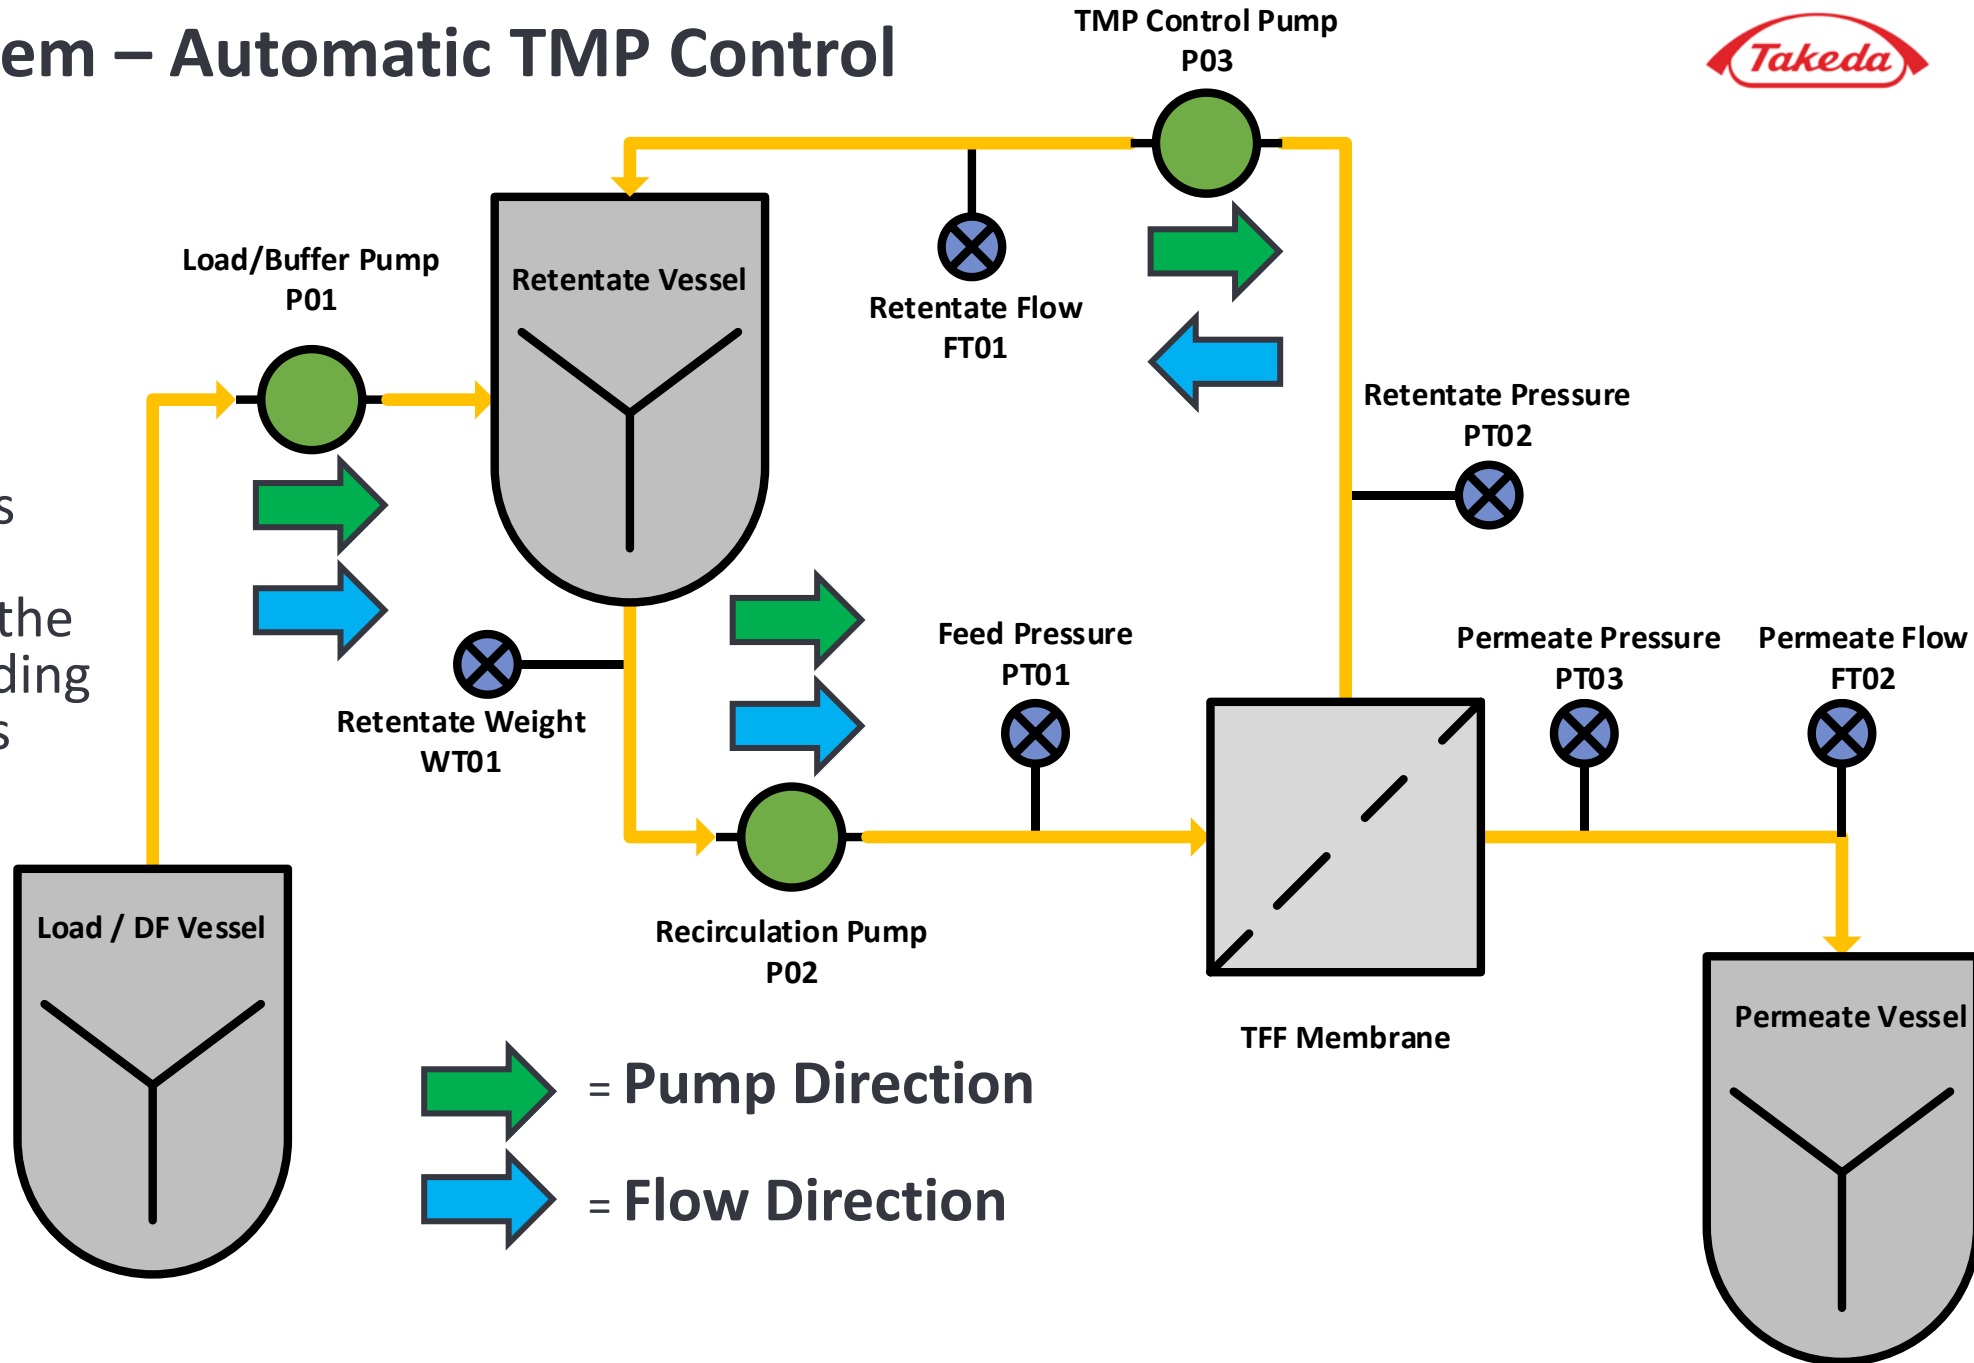 em – Automatic TMP Control
TMP Control Pump
P03
Takeda
Load/Buffer Pump
P01
Retentate Vessel
Retentate Flow
FT01
Retentate Pressure
PT02
s
the
ding
s
Retentate Weight
WT01
Feed Pressure
PT01
Permeate Pressure
PT03
Permeate Flow
FT02
Load / DF Vessel
Recirculation Pump
P02
TFF Membrane
Permeate Vessel
= Pump Direction
= Flow Direction